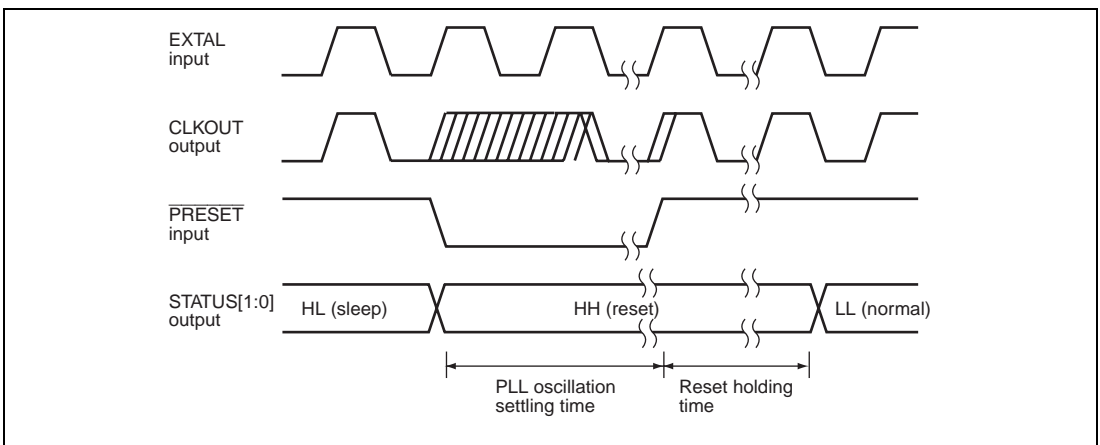 EXTAL
input
CLKOUT
output
PRESET
input
STATUS[1:0]
output
HL (sleep)
HH (reset)
LL (normal)
PLL oscillation
settling time
Reset holding
time